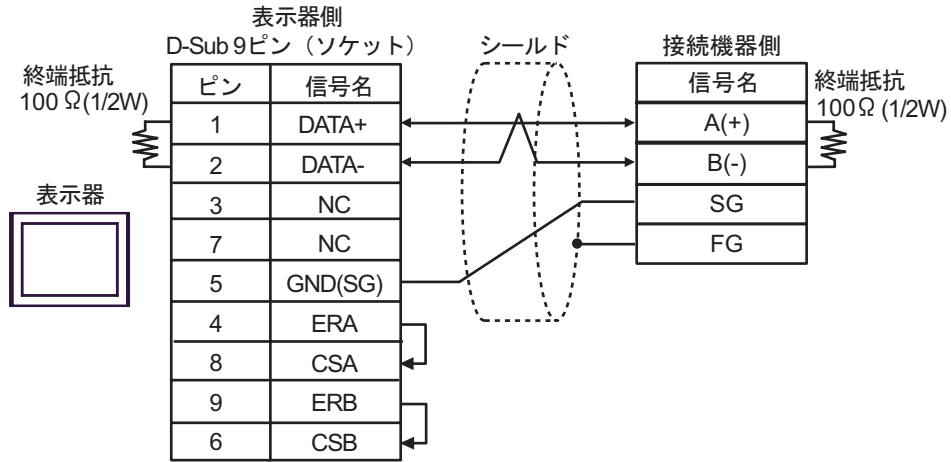 表示器側
D-Sub 9ピン（ソケット）
シールド
接続機器側
終端抵抗
100 Ω(1/2W)
ピン 信号名
1 DATA+
2 DATA-
3 NC
7 NC
5 GND(SG)
4 ERA
8 CSA
9 ERB
6 CSB
表示器
信号名
A(+)
B(-)
SG
FG
終端抵抗
100Ω (1/2W)